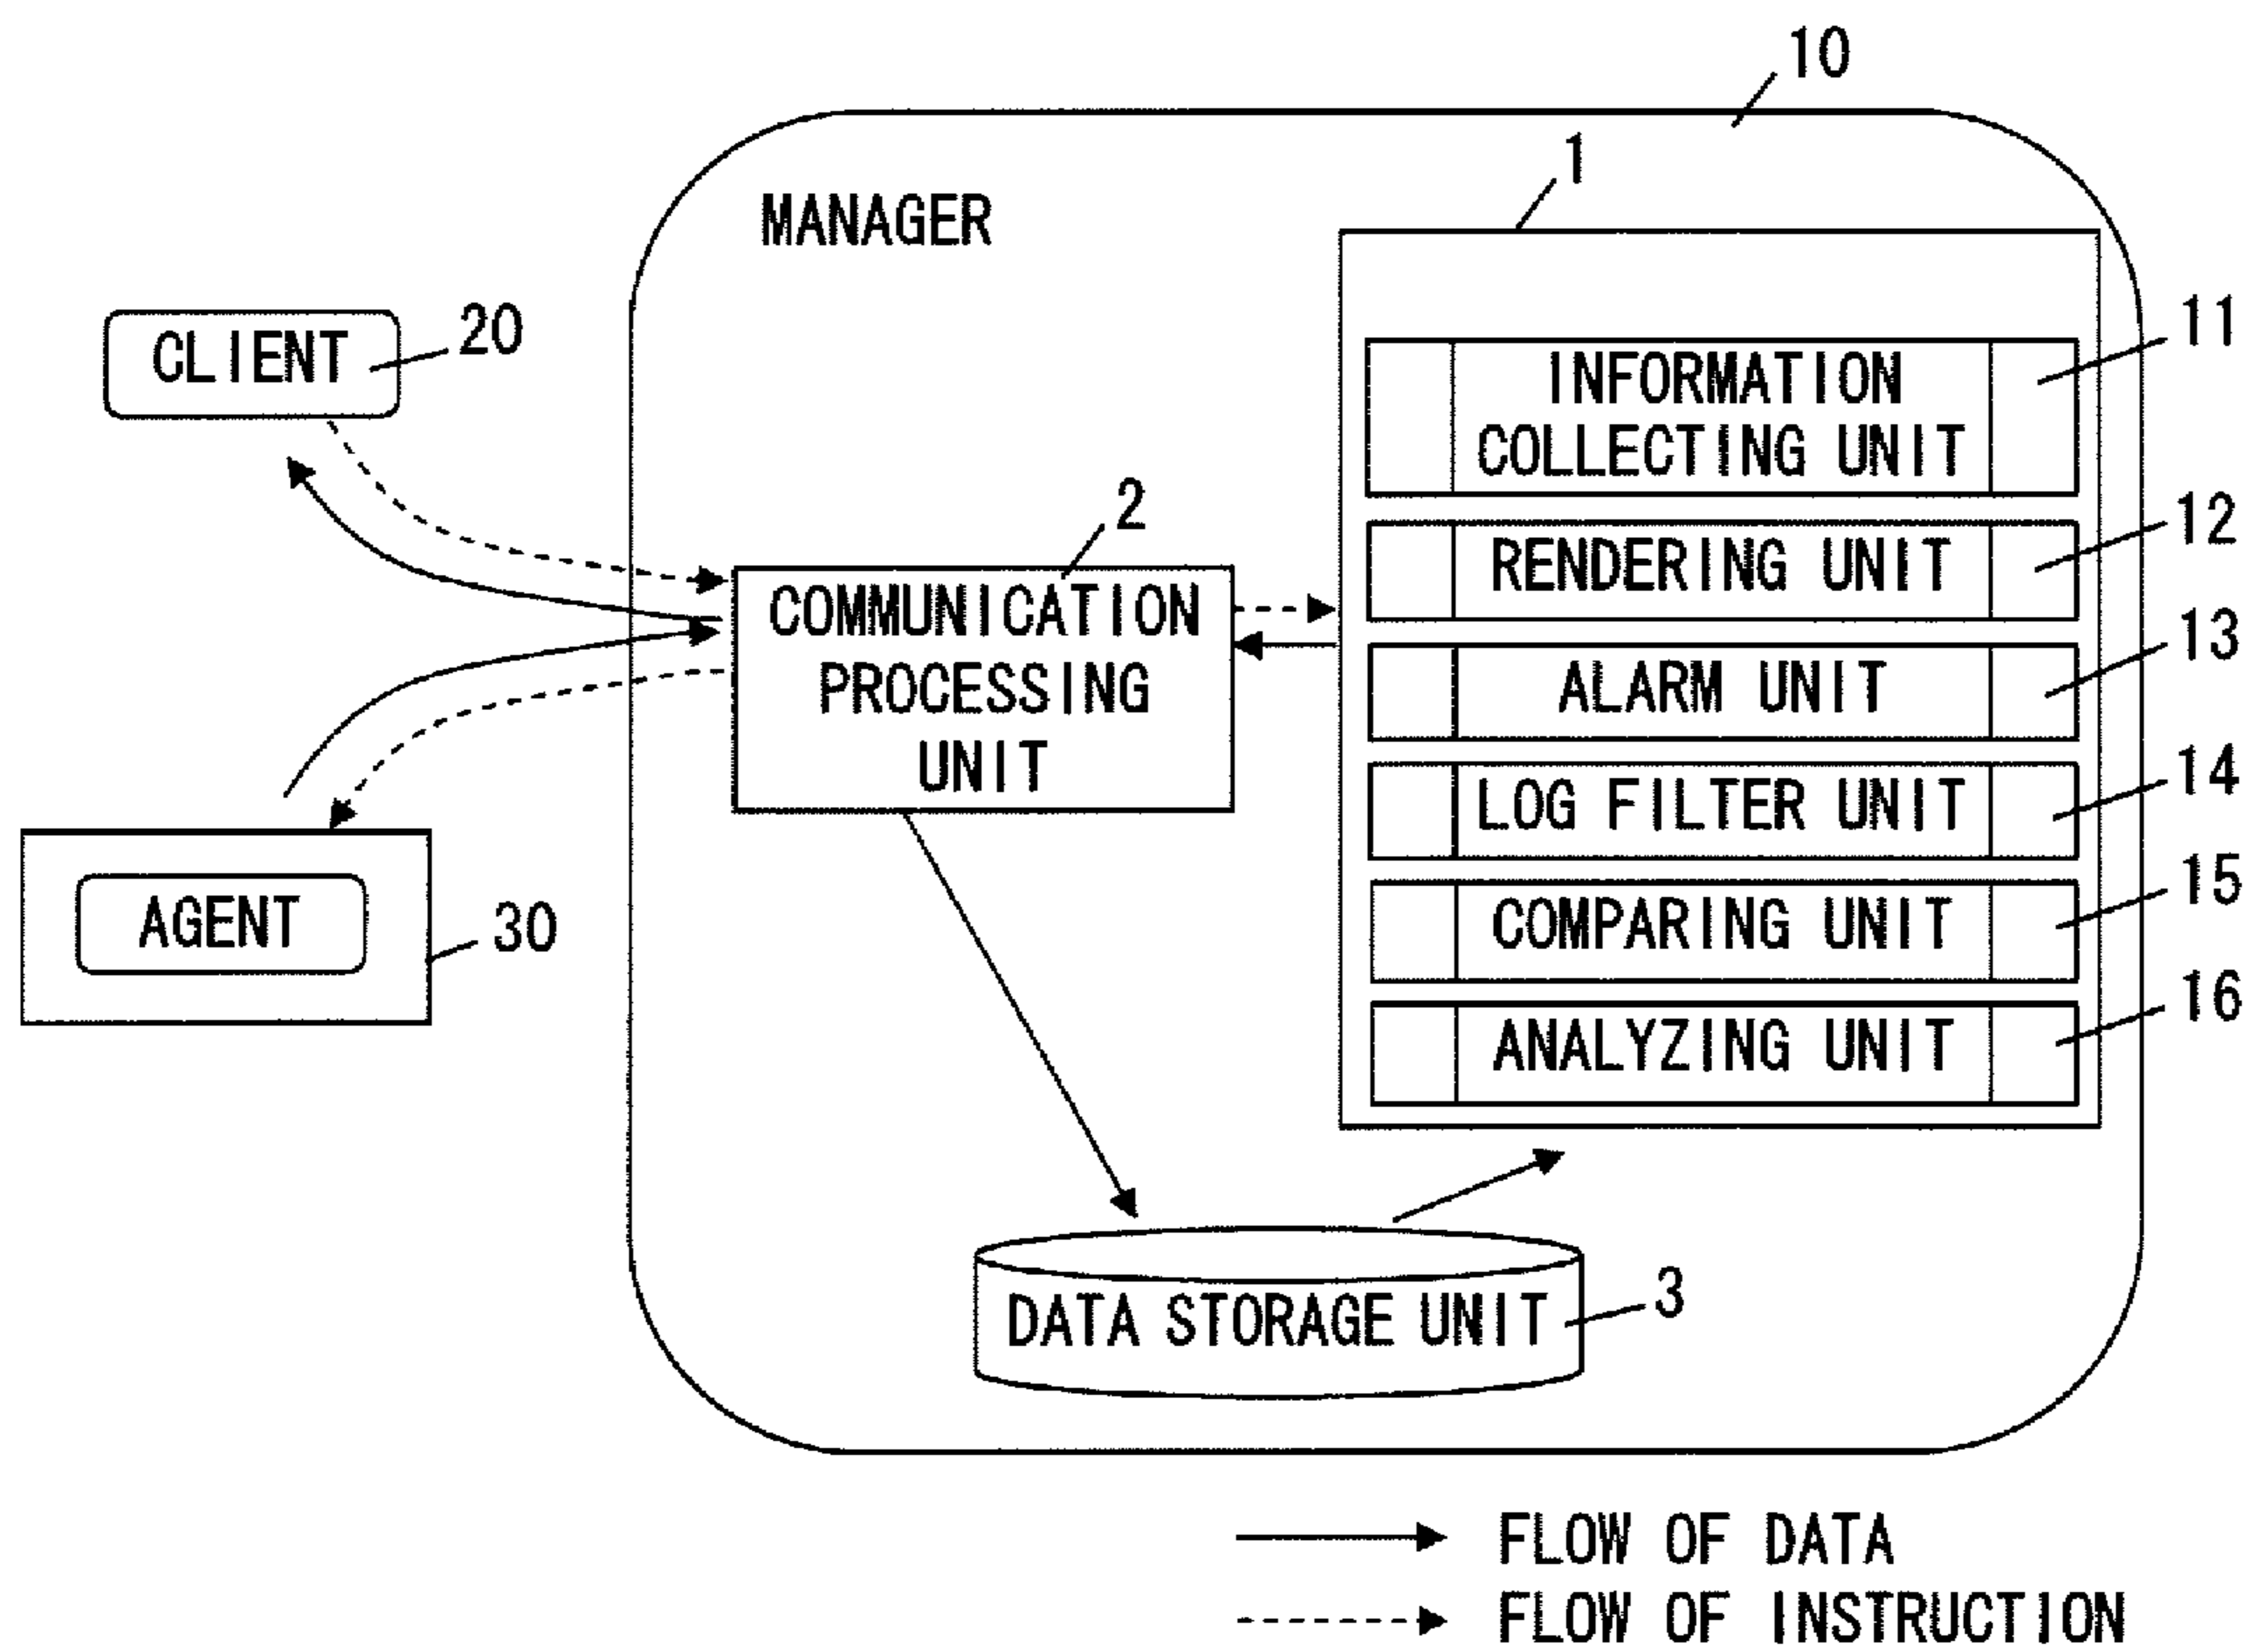 10
1
MANAGER
CLIENT
20
11
INFORMATION
COLLECTING UNIT
2
12
RENDERING UNIT
COMMUNICATION
PROCESSING
UNIT
13
ALARM UNIT
14
LOG FILTER UNIT
AGENT
30
15
COMPARING UNIT
16
ANALYZING UNIT
DATA STORAGE UNIT
3
FLOW OF DATA
FLOW OF INSTRUCTION